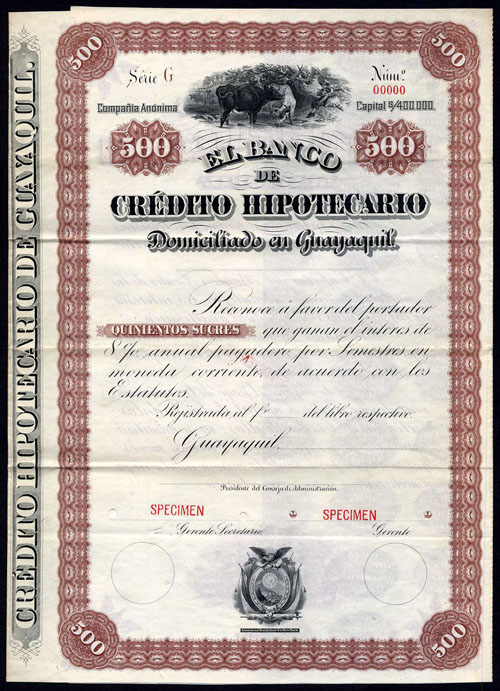 500
500
Série G
Núm.º
00000
Compañia Anónima
Capital S/400.000
500
500
EL BANCO
DE
CRÉDITO HIPOTECARIO
Domiciliado en Guayaquil
Reconoce á favor del portador
QUINIENTOS SUCRES que ganan el interes de
8% anual pagadero por Semestres en
moneda corriente, de acuerdo con los
Estatutos.
Rejistrada al fº del libro respectivo.
Guayaquil
Presidente del Consejo de Administracion.
SPECIMEN
SPECIMEN
Gerente Secretario
Gerente
500
500
CRÉDITO HIPOTECARIO DE GUAYAQUIL.